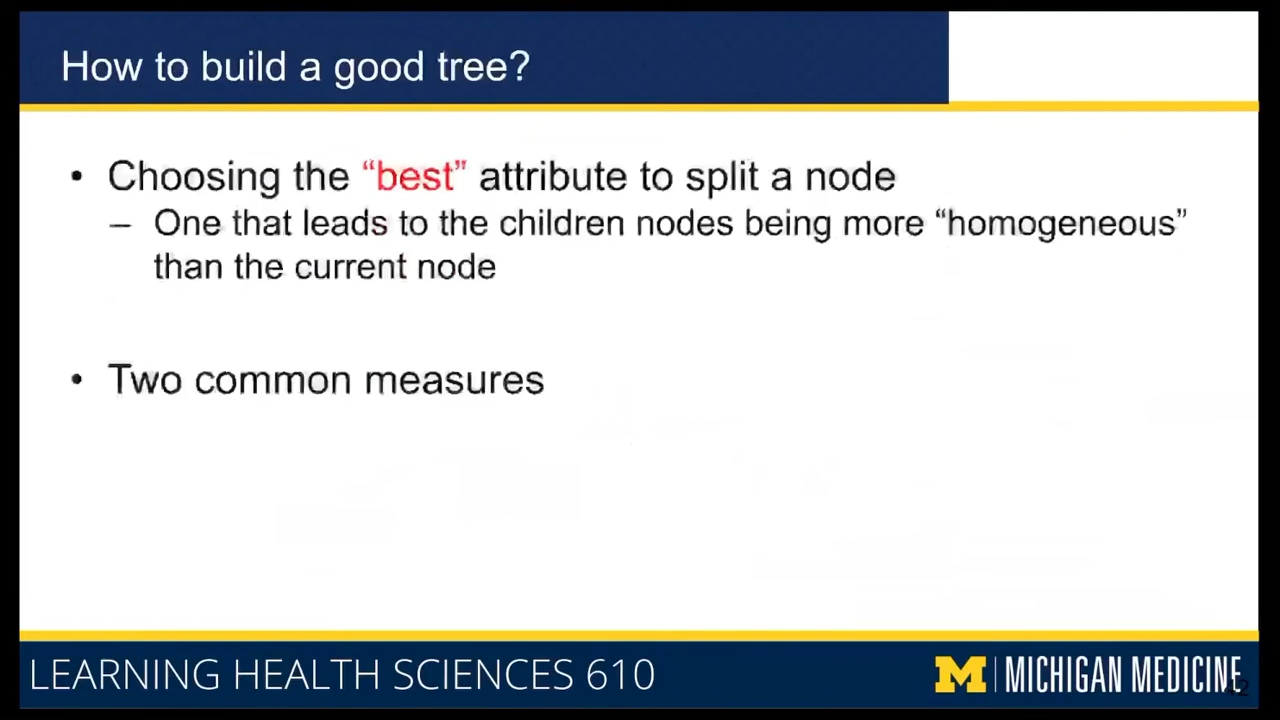 How to build a good tree?
• Choosing the “best” attribute to split a node
– One that leads to the children nodes being more “homogeneous”
than the current node
• Two common measures
LEARNING HEALTH SCIENCES 610
M MICHIGAN MEDICINE
42